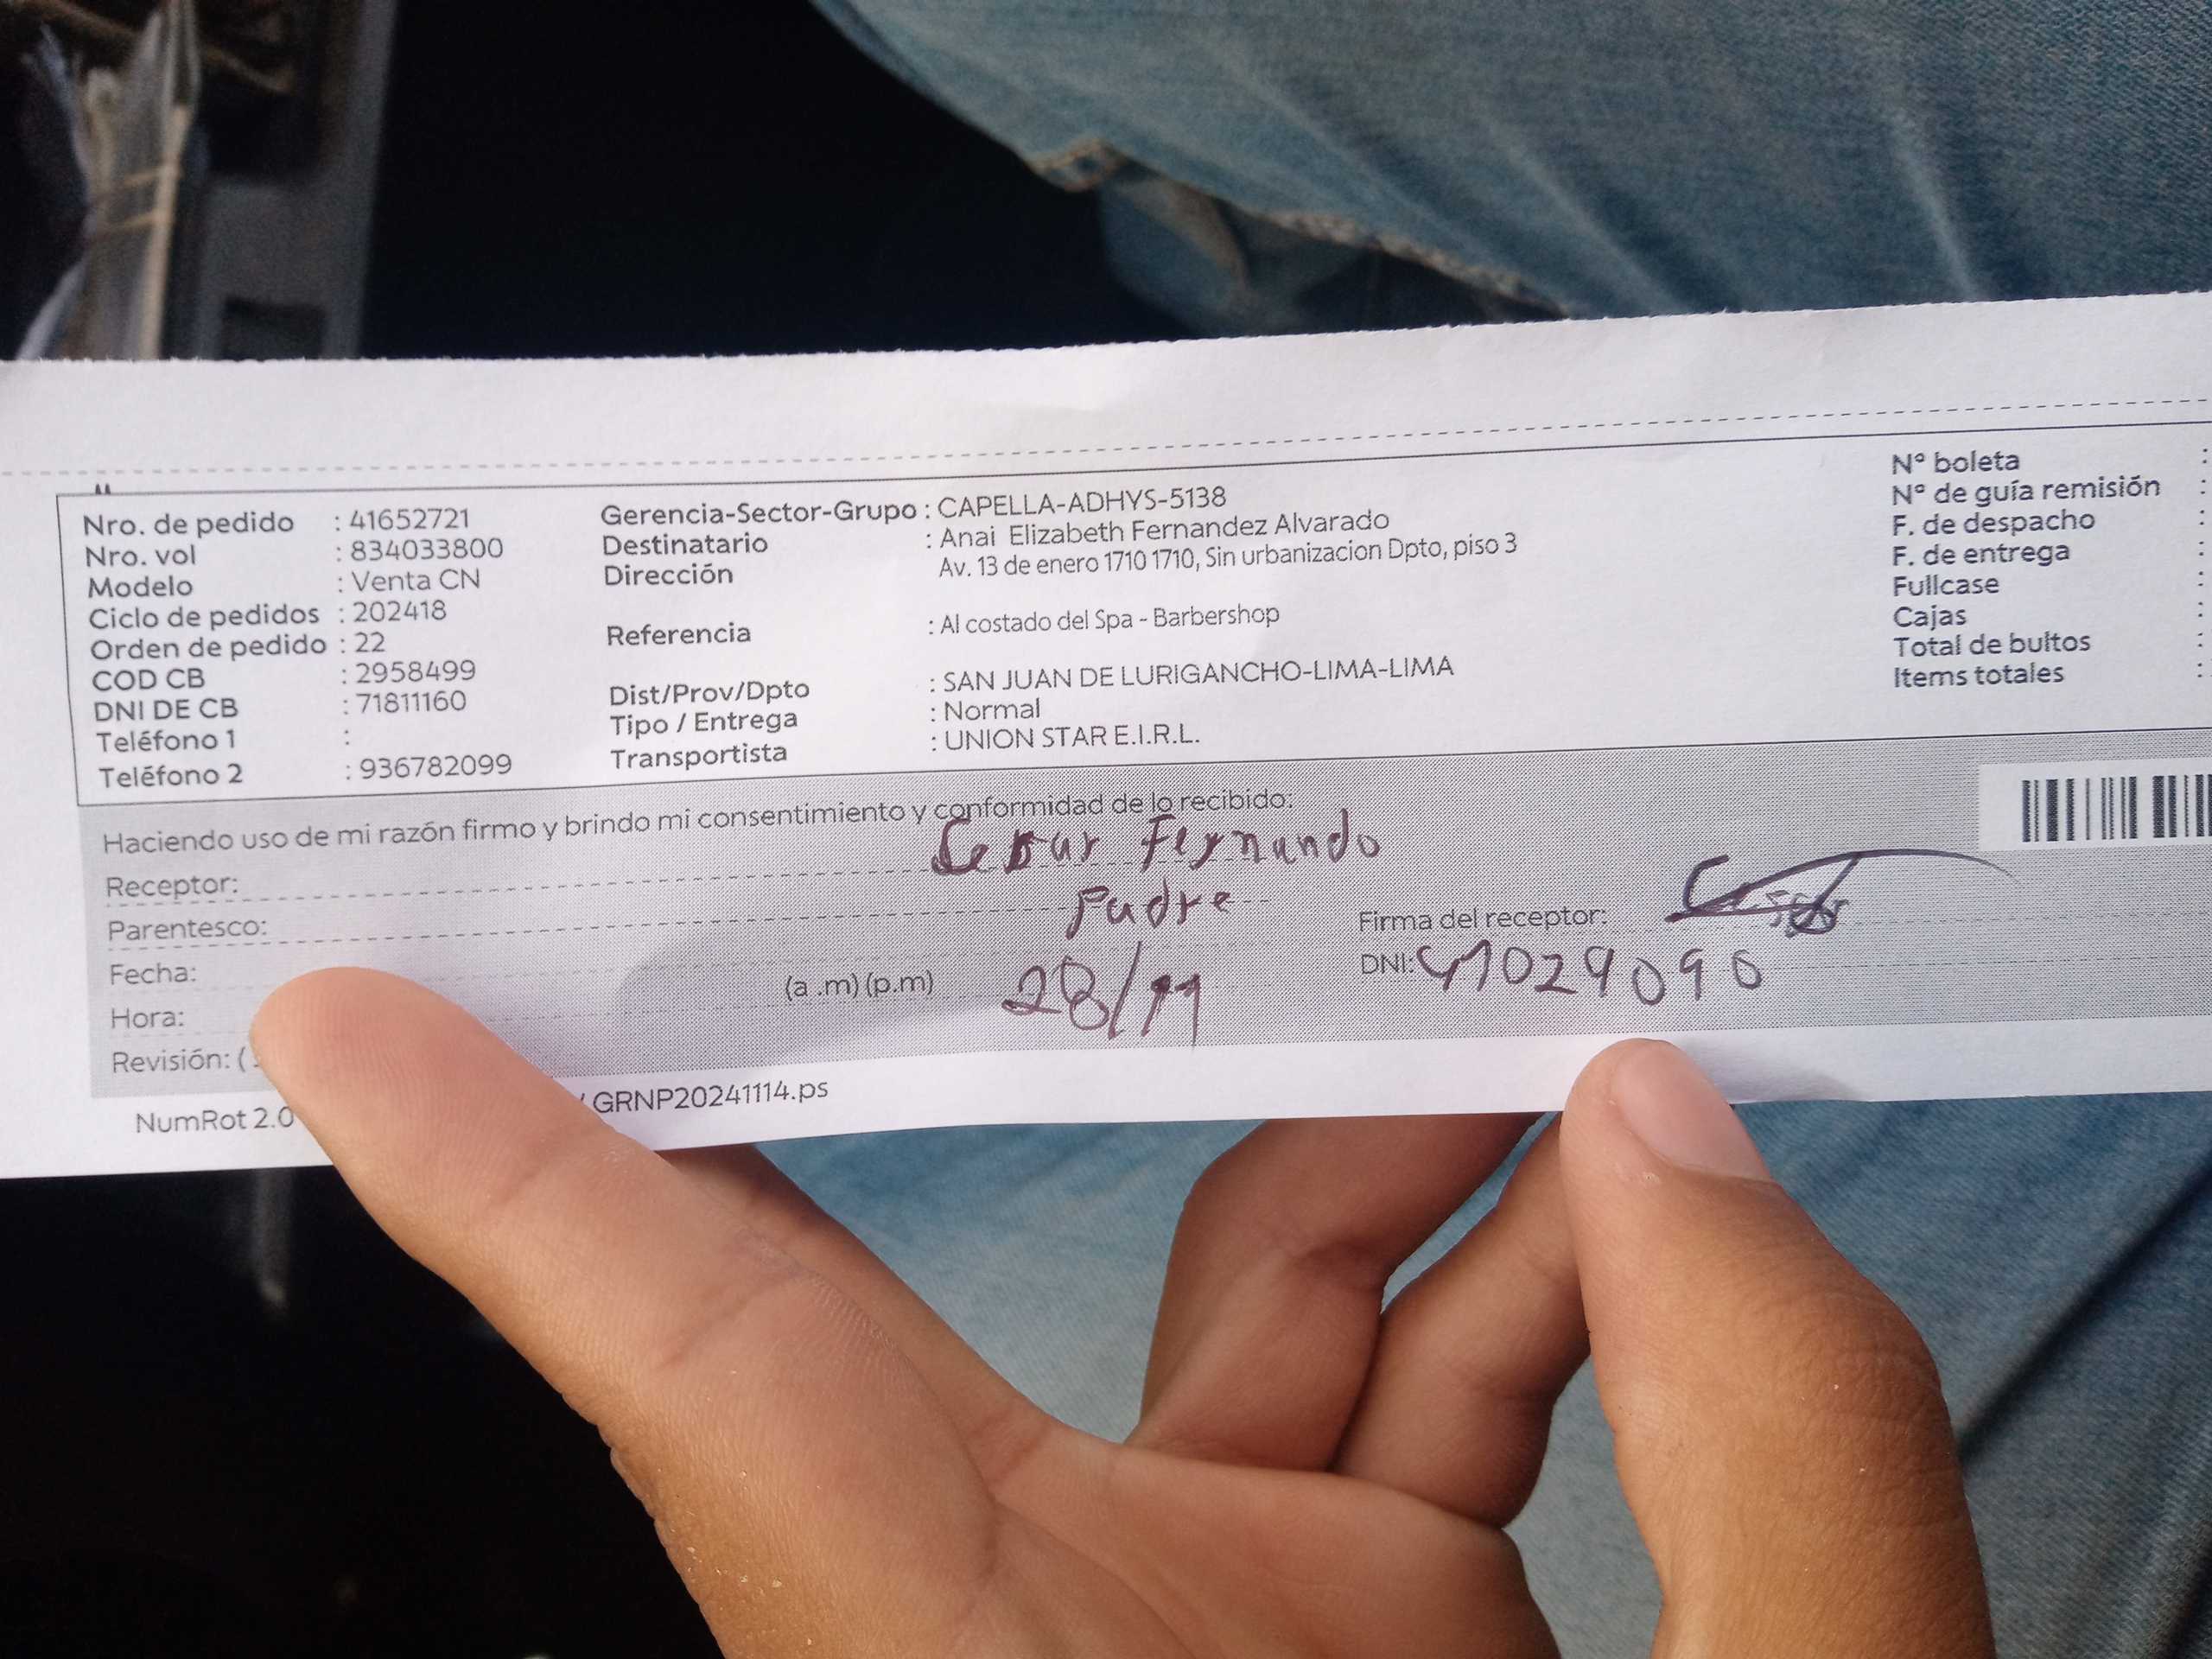 Nro. de pedido : 41652721
Nro. vol : 834033800
Modelo : Venta CN
Ciclo de pedidos : 202418
Orden de pedido : 22
COD CB : 2958499
DNI DE CB : 71811160
Teléfono 1 :
Teléfono 2 : 936782099
Gerencia-Sector-Grupo : CAPELLA-ADHYS-5138
Destinatario : Anai Elizabeth Fernandez Alvarado
Dirección Av. 13 de enero 1710 1710, Sin urbanizacion Dpto, piso 3
Referencia : Al costado del Spa - Barbershop
Dist/Prov/Dpto : SAN JUAN DE LURIGANCHO-LIMA-LIMA
Tipo / Entrega : Normal
Transportista : UNION STAR E.I.R.L.
N° boleta :
N° de guía remisión :
F. de despacho :
F. de entrega :
Fullcase :
Cajas :
Total de bultos :
Items totales :
Haciendo uso de mi razón firmo y brindo mi consentimiento y conformidad de lo recibido:
Receptor: Cesar Fernando
Parentesco: Padre
Firma del receptor:
Fecha:
Hora: (a .m) (p.m) 28/11
DNI: 41029090
Revisión: (
NumRot 2.0 / GRNP20241114.ps